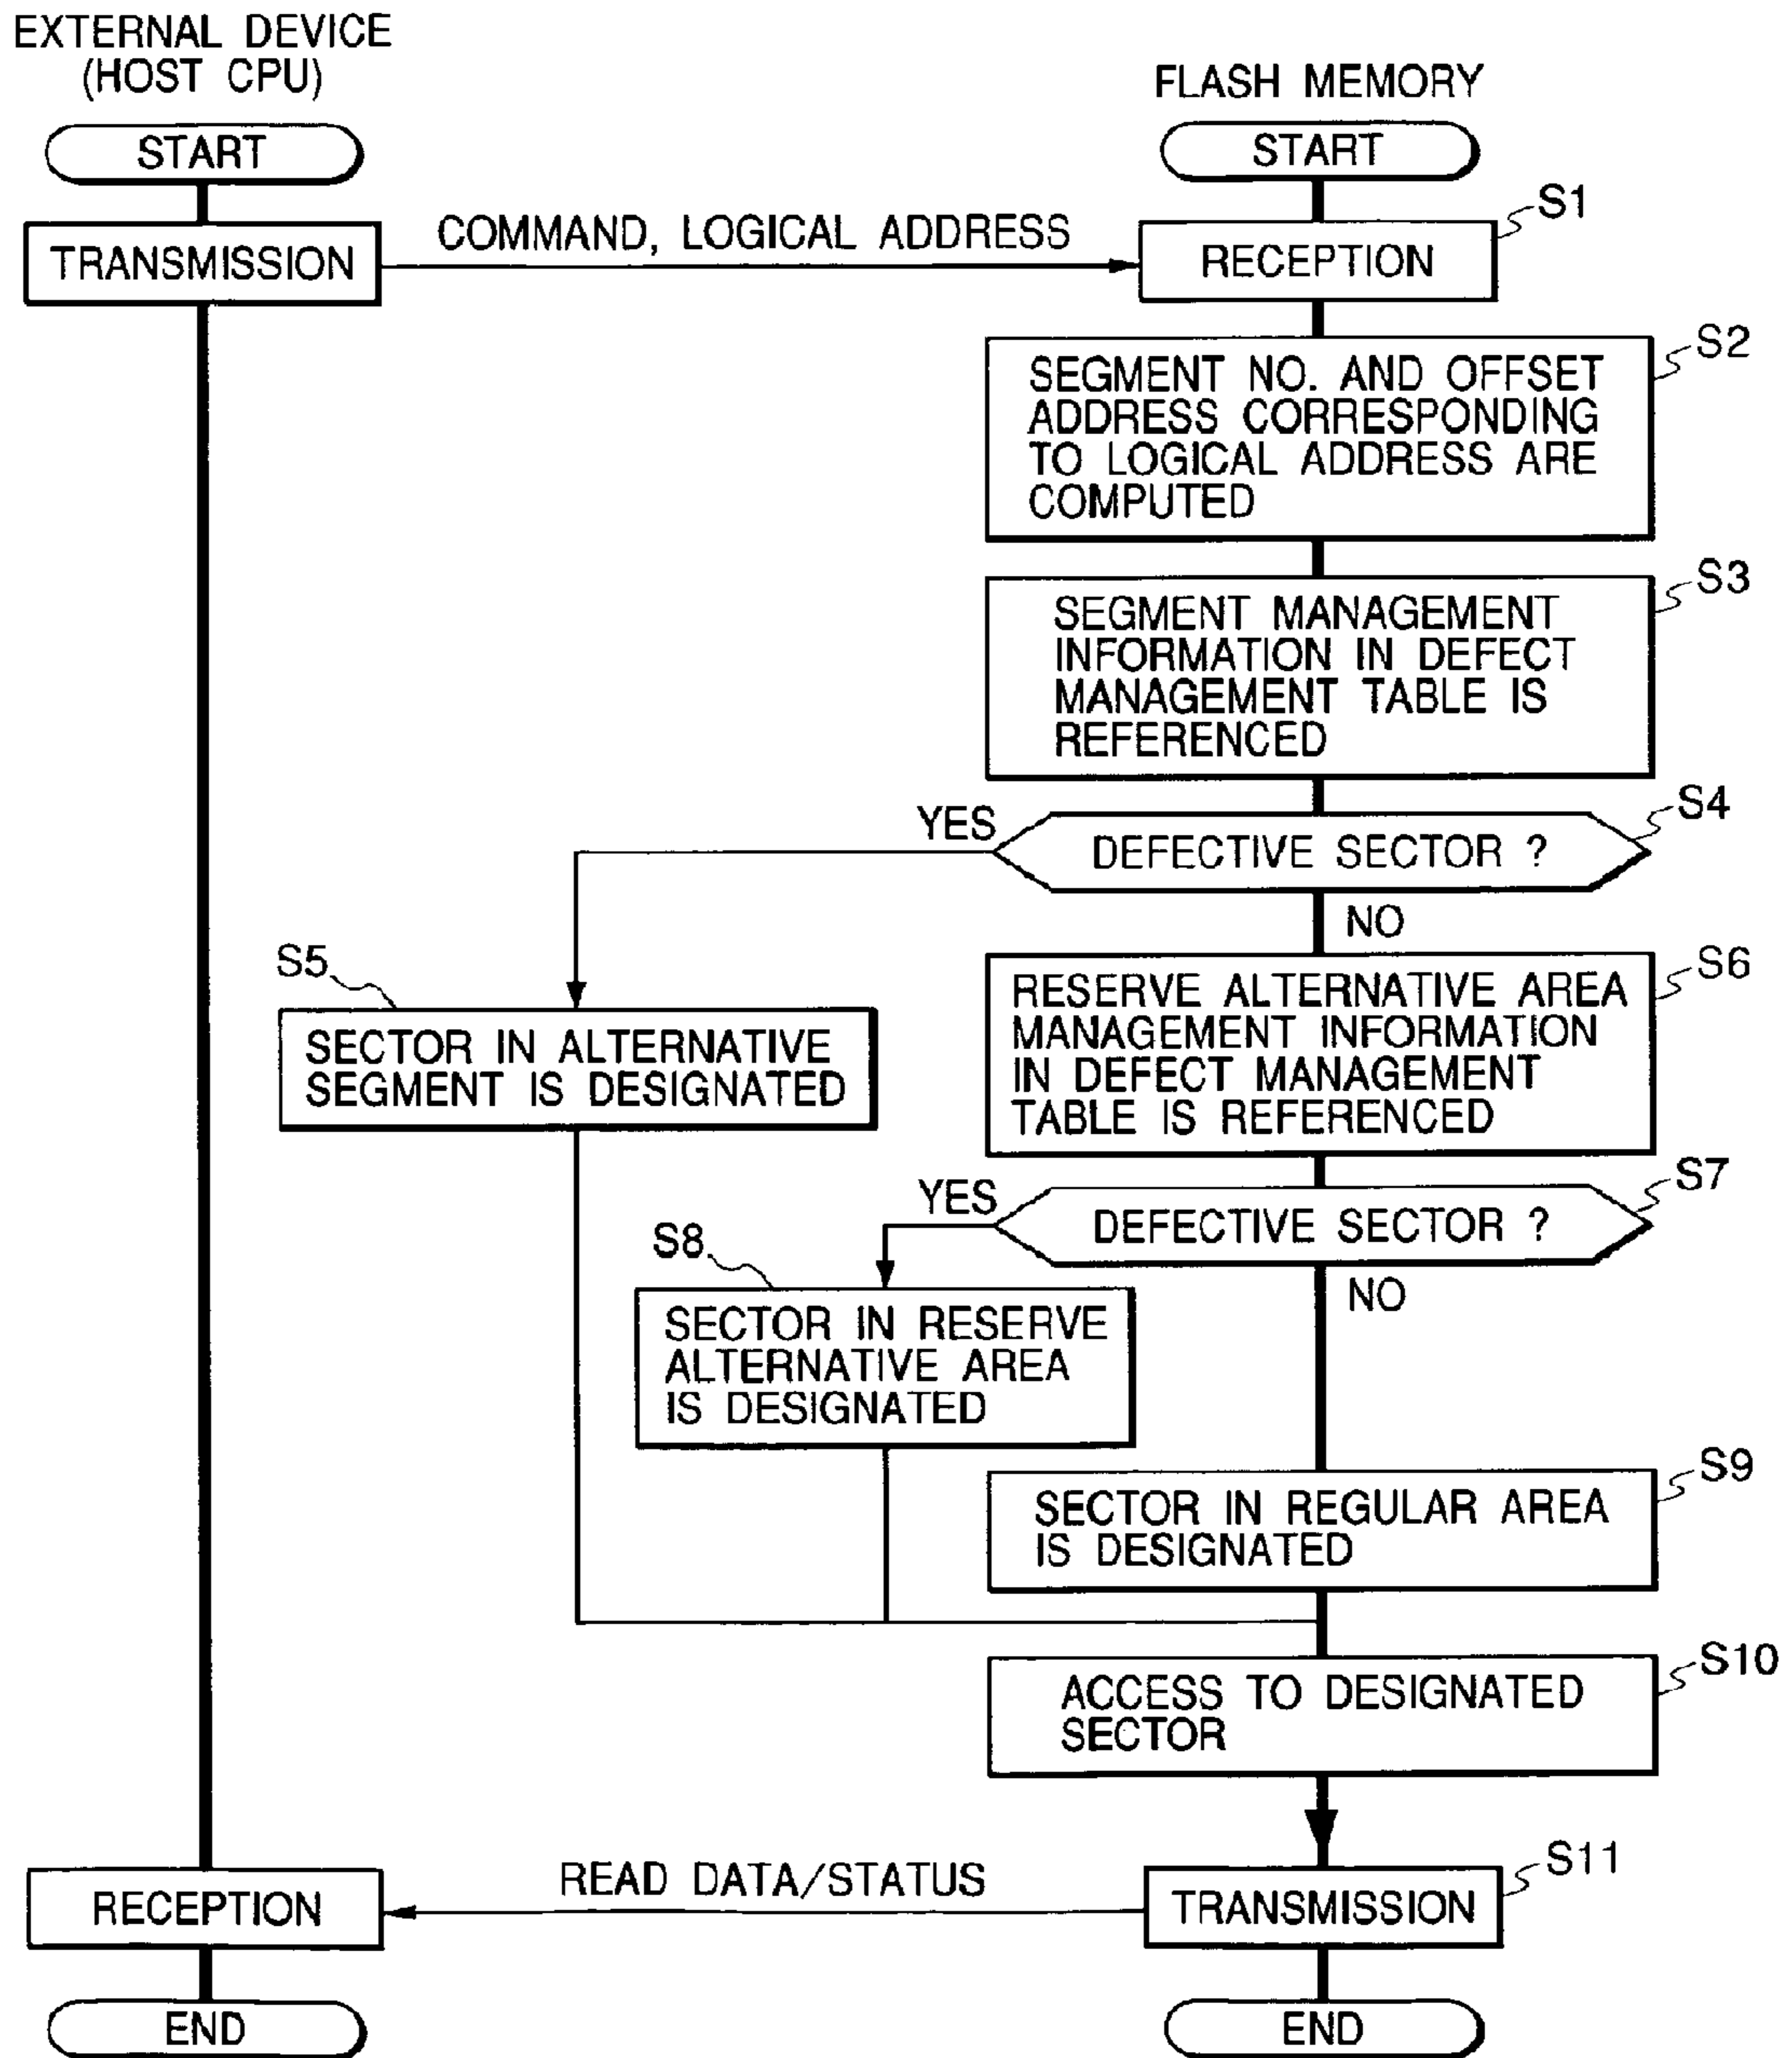 EXTERNAL DEVICE
(HOST CPU)
FLASH MEMORY
START
START
S1
TRANSMISSION
COMMAND, LOGICAL ADDRESS
RECEPTION
S2
SEGMENT NO. AND OFFSET
ADDRESS CORRESPONDING
TO LOGICAL ADDRESS ARE
COMPUTED
S3
SEGMENT MANAGEMENT
INFORMATION IN DEFECT
MANAGEMENT TABLE IS
REFERENCED
S4
YES
DEFECTIVE SECTOR ?
NO
S5
SECTOR IN ALTERNATIVE
SEGMENT IS DESIGNATED
S6
RESERVE ALTERNATIVE AREA
MANAGEMENT INFORMATION
IN DEFECT MANAGEMENT
TABLE IS REFERENCED
S7
YES
DEFECTIVE SECTOR ?
NO
S8
SECTOR IN RESERVE
ALTERNATIVE AREA
IS DESIGNATED
S9
SECTOR IN REGULAR AREA
IS DESIGNATED
S10
ACCESS TO DESIGNATED
SECTOR
S11
RECEPTION
READ DATA/STATUS
TRANSMISSION
END
END